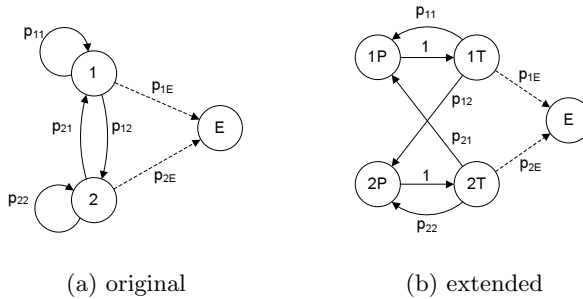 p11
1
p1E
p21
p12
E
p22
2
p2E
(a) original
p11
1P
1
1T
p1E
p12
E
p21
2P
1
2T
p2E
p22
(b) extended